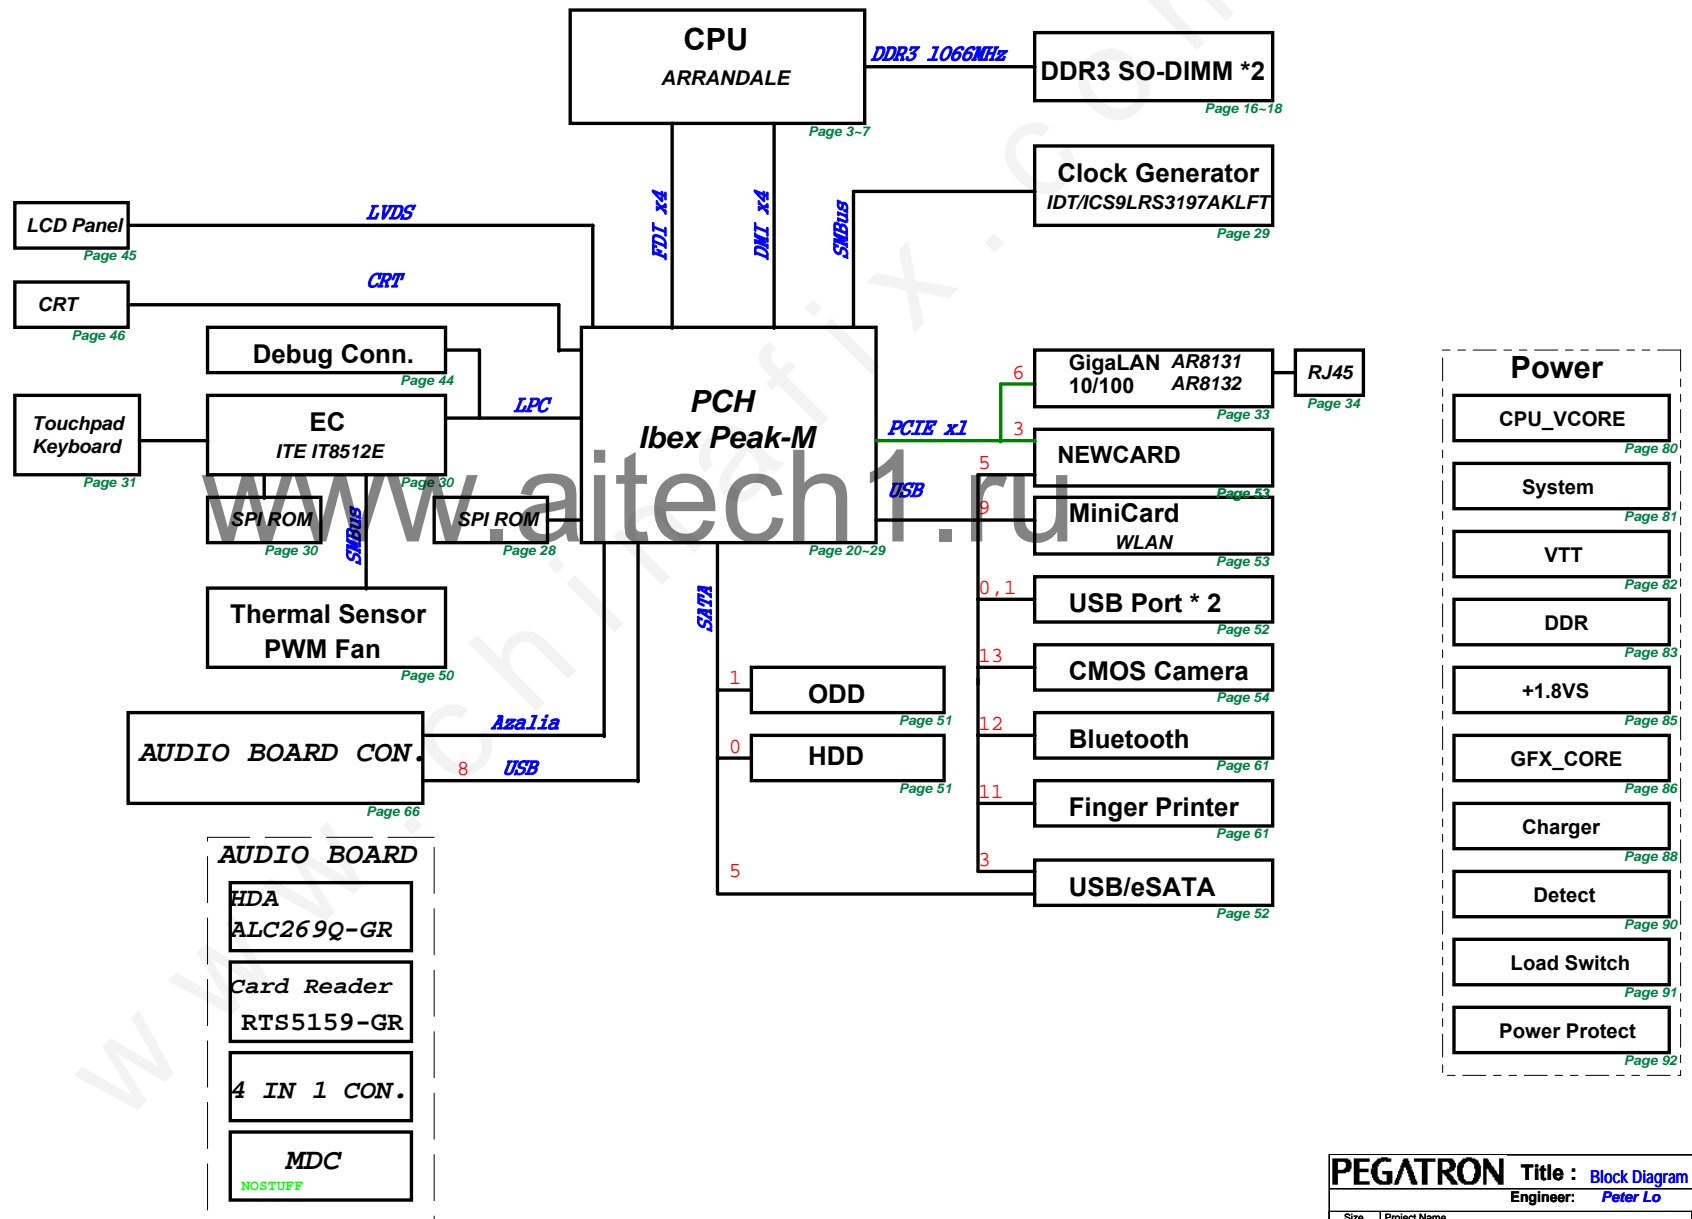 CPU
ARRANDALE
Page 3~7
DDR3 1066MHz
DDR3 SO-DIMM *2
Page 16~18
Clock Generator
IDT/ICS9LRS3197AKLFT
Page 29
SMBus
FDI x4
DMI x4
LCD Panel
Page 45
LVDS
CRT
Page 46
CRT
Debug Conn.
Page 44
Touchpad
Keyboard
Page 31
EC
ITE IT8512E
Page 30
LPC
SPI ROM
Page 30
SMBus
SPI ROM
Page 28
Thermal Sensor
PWM Fan
Page 50
PCH
Ibex Peak-M
Page 20~29
PCIE x1
6
GigaLAN AR8131
10/100 AR8132
Page 33
RJ45
Page 34
3
NEWCARD
Page 53
5
USB
9
MiniCard
WLAN
Page 53
0,1
USB Port * 2
Page 52
13
CMOS Camera
Page 54
12
Bluetooth
Page 61
11
Finger Printer
Page 61
3
USB/eSATA
Page 52
5
SATA
1
ODD
Page 51
0
HDD
Page 51
AUDIO BOARD CON.
Page 66
Azalia
8 USB
AUDIO BOARD
HDA
ALC269Q-GR
Card Reader
RTS5159-GR
4 IN 1 CON.
MDC
NOSTUFF
Power
CPU_VCORE
Page 80
System
Page 81
VTT
Page 82
DDR
Page 83
+1.8VS
Page 85
GFX_CORE
Page 86
Charger
Page 88
Detect
Page 90
Load Switch
Page 91
Power Protect
Page 92
www.aitech1.ru
www.chinafix.com
PEGATRON Title : Block Diagram
Engineer: Peter Lo
Size Project Name